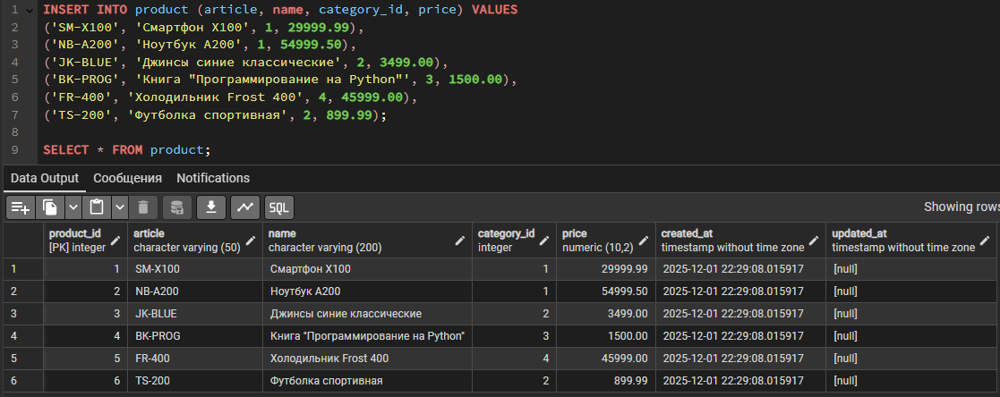 1 INSERT INTO product (article, name, category_id, price) VALUES
2 ('SM-X100', 'Смартфон X100', 1, 29999.99),
3 ('NB-A200', 'Ноутбук A200', 1, 54999.50),
4 ('JK-BLUE', 'Джинсы синие классические', 2, 3499.00),
5 ('BK-PROG', 'Книга "Программирование на Python"', 3, 1500.00),
6 ('FR-400', 'Холодильник Frost 400', 4, 45999.00),
7 ('TS-200', 'Футболка спортивная', 2, 899.99);
8
9 SELECT * FROM product;
Data Output Сообщения Notifications
SQL Showing rows
product_id article name category_id price created_at updated_at
[PK] integer character varying (50) character varying (200) integer numeric (10,2) timestamp without time zone timestamp without time zone
1 1 SM-X100 Смартфон X100 1 29999.99 2025-12-01 22:29:08.015917 [null]
2 2 NB-A200 Ноутбук A200 1 54999.50 2025-12-01 22:29:08.015917 [null]
3 3 JK-BLUE Джинсы синие классические 2 3499.00 2025-12-01 22:29:08.015917 [null]
4 4 BK-PROG Книга "Программирование на Python" 3 1500.00 2025-12-01 22:29:08.015917 [null]
5 5 FR-400 Холодильник Frost 400 4 45999.00 2025-12-01 22:29:08.015917 [null]
6 6 TS-200 Футболка спортивная 2 899.99 2025-12-01 22:29:08.015917 [null]